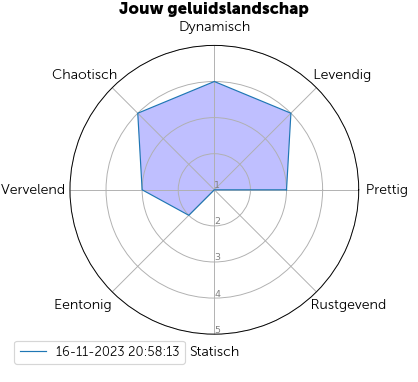 Jouw geluidslandschap
Dynamisch
Chaotisch
Levendig
Vervelend
1
Prettig
2
3
4
Eentonig
Rustgevend
5
16-11-2023 20:58:13
Statisch